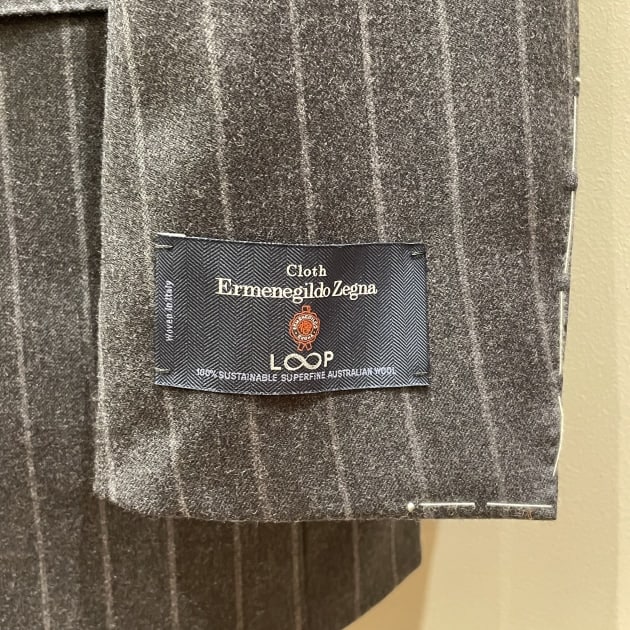 Cloth
Ermenegildo Zegna
LOOP
100% SUSTAINABLE SUPERFINE AUSTRALIAN WOOL
Woven in Italy